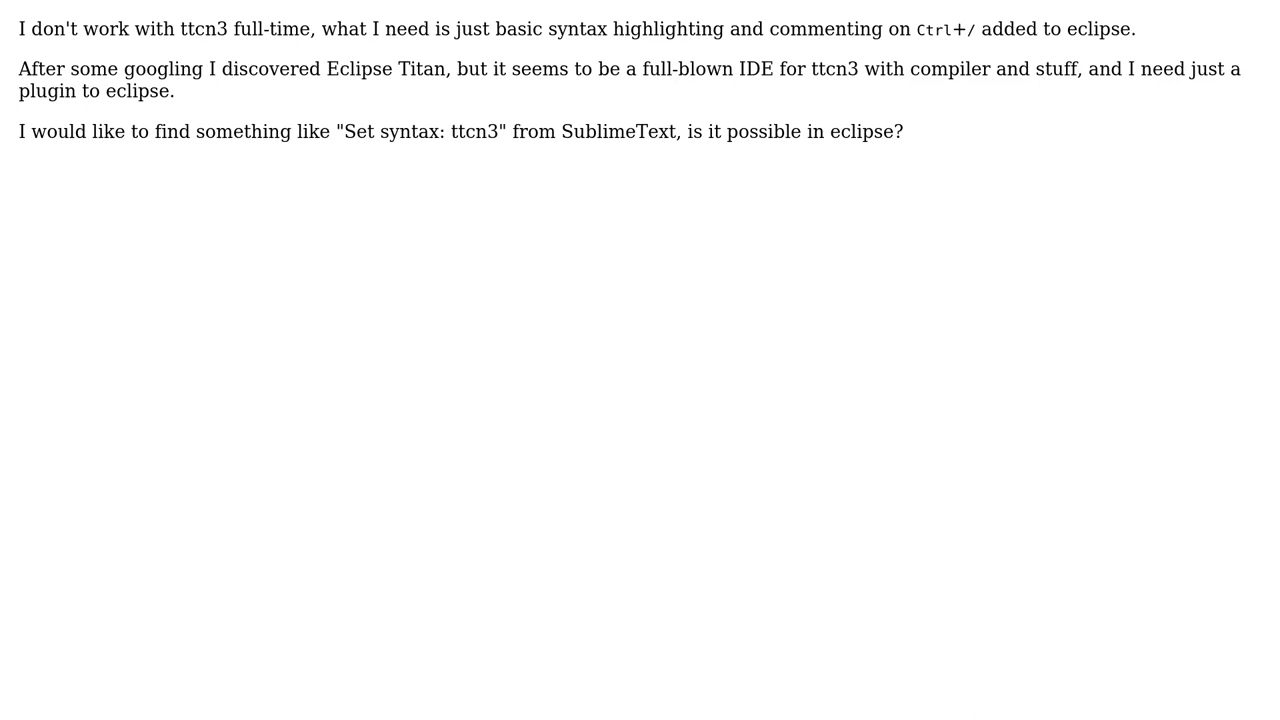 I don't work with ttcn3 full-time, what I need is just basic syntax highlighting and commenting on Ctrl+/ added to eclipse.
After some googling I discovered Eclipse Titan, but it seems to be a full-blown IDE for ttcn3 with compiler and stuff, and I need just a
plugin to eclipse.
I would like to find something like "Set syntax: ttcn3" from SublimeText, is it possible in eclipse?